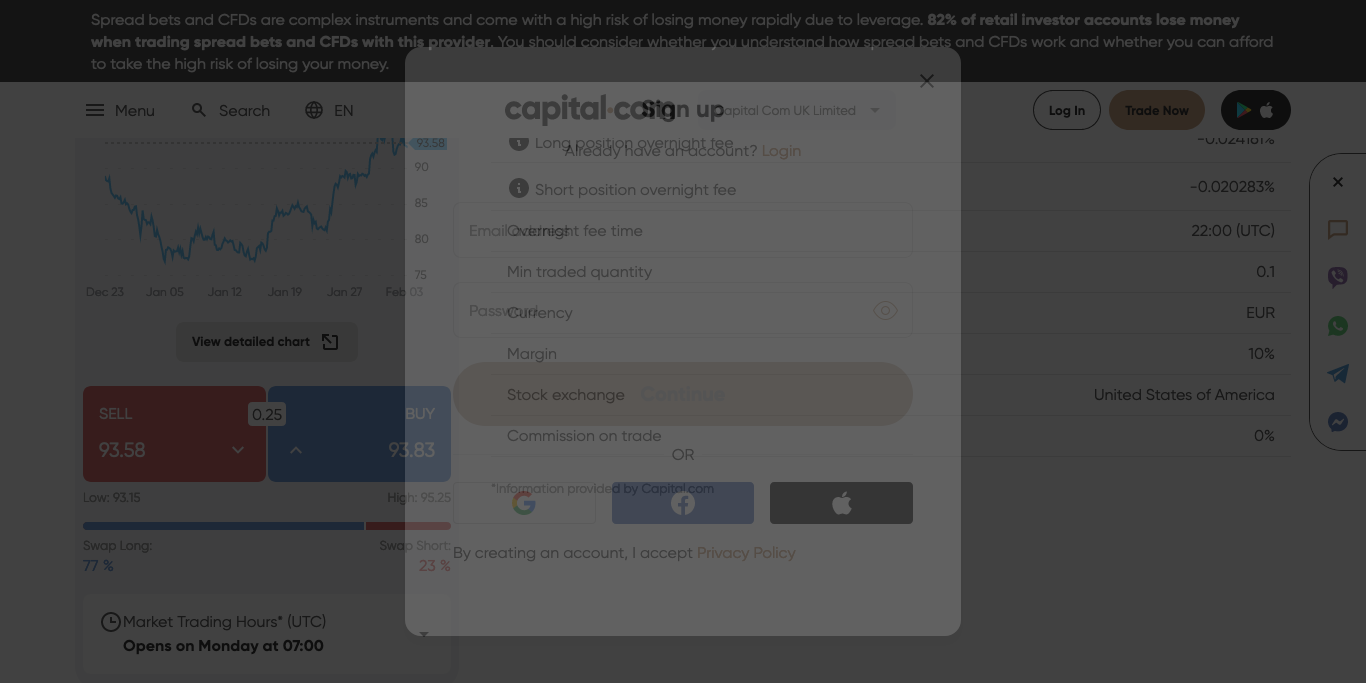 Spread bets and CFDs are complex instruments and come with a high risk of losing money rapidly due to leverage. 82% of retail investor accounts lose money
when trading spread bets and CFDs with this provider. You should consider whether you understand how spread bets and CFDs work and whether you can afford
to take the high risk of losing your money.
Menu
Search
EN
capital.com
Capital Com UK Limited
Log In
Trade Now
Sign up
Already have an account? Login
Email address
Password
Continue
OR
By creating an account, I accept Privacy Policy
93.58
90
85
80
75
Dec 23 Jan 05 Jan 12 Jan 19 Jan 27 Feb 03
View detailed chart
SELL
93.58
0.25
BUY
93.83
Low: 93.15
High: 95.25
Swap Long:
77 %
Swap Short:
23 %
Market Trading Hours* (UTC)
Opens on Monday at 07:00
Long position overnight fee -0.024161%
Short position overnight fee -0.020283%
Overnight fee time 22:00 (UTC)
Min traded quantity 0.1
Currency EUR
Margin 10%
Stock exchange United States of America
Commission on trade 0%
*Information provided by Capital.com